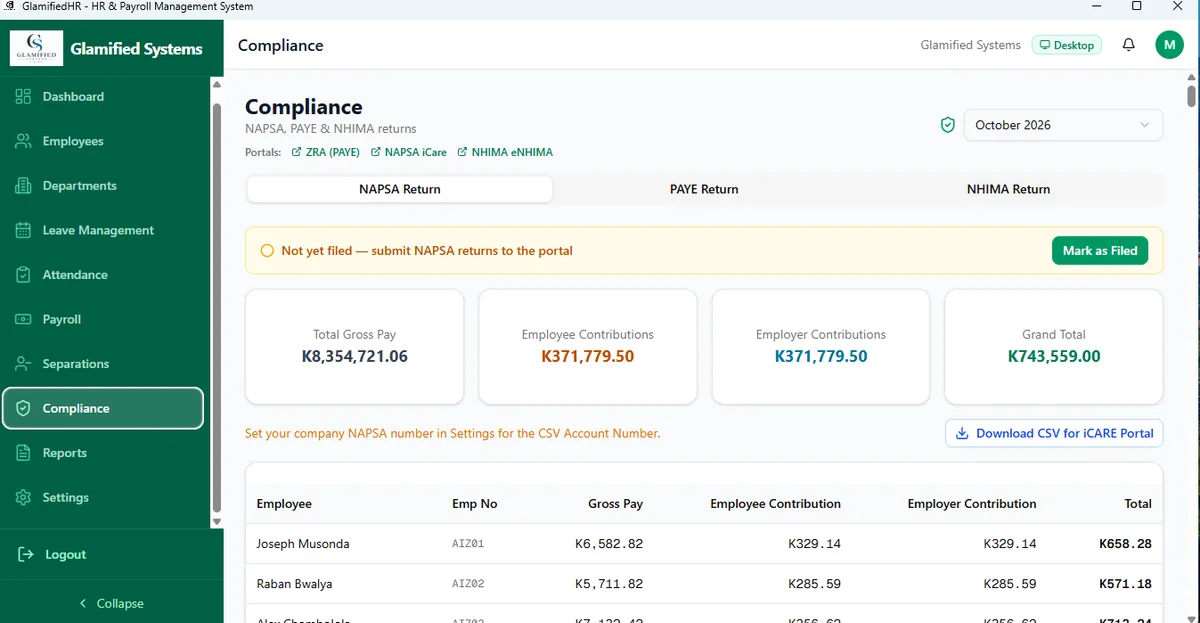 GlamifiedHR - HR & Payroll Management System
GLAMIFIED
Glamified Systems
Compliance
Glamified Systems
Desktop
M
Dashboard
Employees
Departments
Leave Management
Attendance
Payroll
Separations
Compliance
Reports
Settings
Logout
Collapse
Compliance
NAPSA, PAYE & NHIMA returns
October 2026
Portals: ZRA (PAYE) NAPSA iCare NHIMA eNHIMA
NAPSA Return PAYE Return NHIMA Return
Not yet filed — submit NAPSA returns to the portal
Mark as Filed
Total Gross Pay
K8,354,721.06
Employee Contributions
K371,779.50
Employer Contributions
K371,779.50
Grand Total
K743,559.00
Set your company NAPSA number in Settings for the CSV Account Number.
Download CSV for iCARE Portal
Employee Emp No Gross Pay Employee Contribution Employer Contribution Total
Joseph Musonda AIZ01 K6,582.82 K329.14 K329.14 K658.28
Raban Bwalya AIZ02 K5,711.82 K285.59 K285.59 K571.18